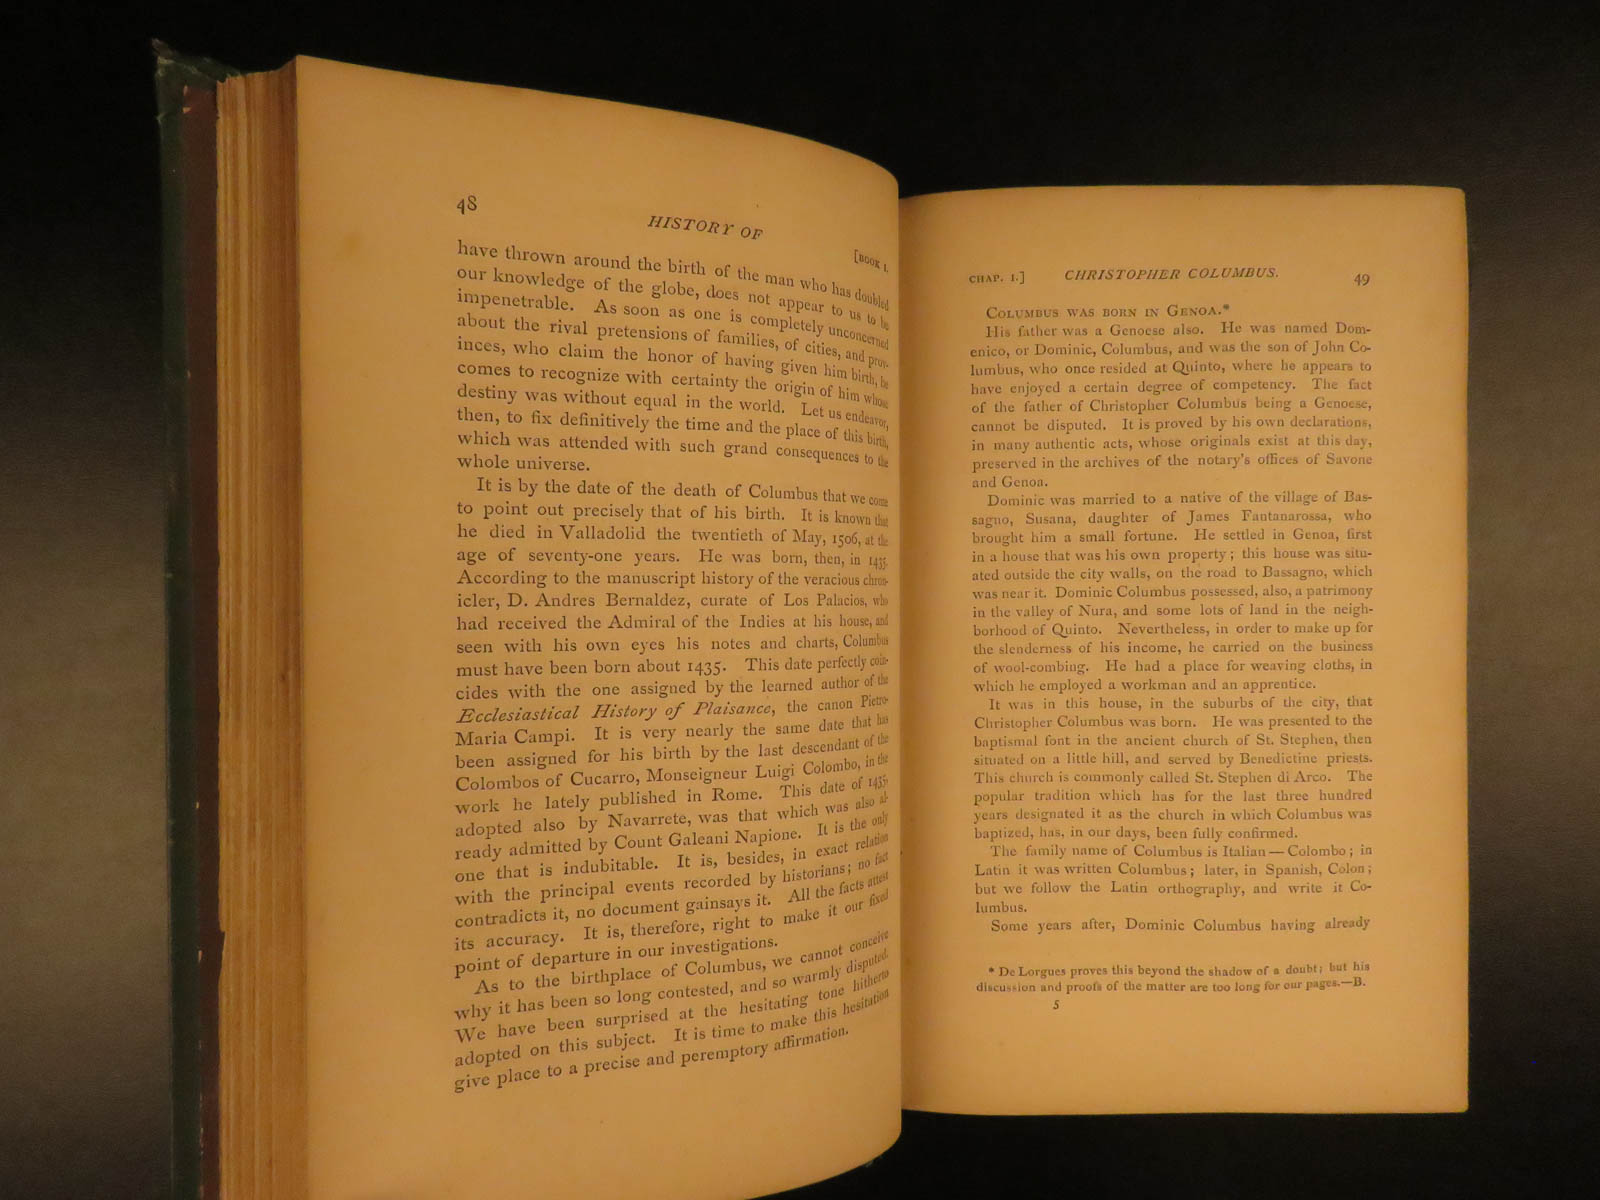 48
HISTORY OF
[BOOK I.
have thrown around the birth of the man who has doubled
our knowledge of the globe, does not appear to us to be
impenetrable. As soon as one is completely unconcerned
about the rival pretensions of families, of cities, and prov-
inces, who claim the honor of having given him birth, he
comes to recognize with certainty the origin of him whose
destiny was without equal in the world. Let us endeavor,
then, to fix definitively the time and the place of this birth,
which was attended with such grand consequences to the
whole universe.
It is by the date of the death of Columbus that we come
to point out precisely that of his birth. It is known that
he died in Valladolid the twentieth of May, 1506, at the
age of seventy-one years. He was born, then, in 1435.
According to the manuscript history of the veracious chron-
icler, D. Andres Bernaldez, curate of Los Palacios, who
had received the Admiral of the Indies at his house, and
seen with his own eyes his notes and charts, Columbus
must have been born about 1435. This date perfectly coin-
cides with the one assigned by the learned author of the
Ecclesiastical History of Plaisance, the canon Pietro-
Maria Campi. It is very nearly the same date that has
been assigned for his birth by the last descendant of the
Colombos of Cucarro, Monseigneur Luigi Colombo, in the
work he lately published in Rome. This date of 1435,
adopted also by Navarrete, was that which was also al-
ready admitted by Count Galeani Napione. It is the only
one that is indubitable. It is, besides, in exact relation
with the principal events recorded by historians; no fact
contradicts it, no document gainsays it. All the facts attest
its accuracy. It is, therefore, right to make it our fixed
point of departure in our investigations.
As to the birthplace of Columbus, we cannot conceive
why it has been so long contested, and so warmly disputed.
We have been surprised at the hesitating tone hitherto
adopted on this subject. It is time to make this hesitation
give place to a precise and peremptory affirmation.
CHAP. I.]
CHRISTOPHER COLUMBUS.
49
COLUMBUS WAS BORN IN GENOA.*
His father was a Genoese also. He was named Dom-
enico, or Dominic, Columbus, and was the son of John Co-
lumbus, who once resided at Quinto, where he appears to
have enjoyed a certain degree of competency. The fact
of the father of Christopher Columbus being a Genoese,
cannot be disputed. It is proved by his own declarations,
in many authentic acts, whose originals exist at this day,
preserved in the archives of the notary's offices of Savone
and Genoa.
Dominic was married to a native of the village of Bas-
sagno, Susana, daughter of James Fantanarossa, who
brought him a small fortune. He settled in Genoa, first
in a house that was his own property; this house was situ-
ated outside the city walls, on the road to Bassagno, which
was near it. Dominic Columbus possessed, also, a patrimony
in the valley of Nura, and some lots of land in the neigh-
borhood of Quinto. Nevertheless, in order to make up for
the slenderness of his income, he carried on the business
of wool-combing. He had a place for weaving cloths, in
which he employed a workman and an apprentice.
It was in this house, in the suburbs of the city, that
Christopher Columbus was born. He was presented to the
baptismal font in the ancient church of St. Stephen, then
situated on a little hill, and served by Benedictine priests.
This church is commonly called St. Stephen di Arco. The
popular tradition which has for the last three hundred
years designated it as the church in which Columbus was
baptized, has, in our days, been fully confirmed.
The family name of Columbus is Italian — Colombo; in
Latin it was written Columbus; later, in Spanish, Colon;
but we follow the Latin orthography, and write it Co-
lumbus.
Some years after, Dominic Columbus having already
* De Lorgues proves this beyond the shadow of a doubt; but his
discussion and proofs of the matter are too long for our pages.—B.
5